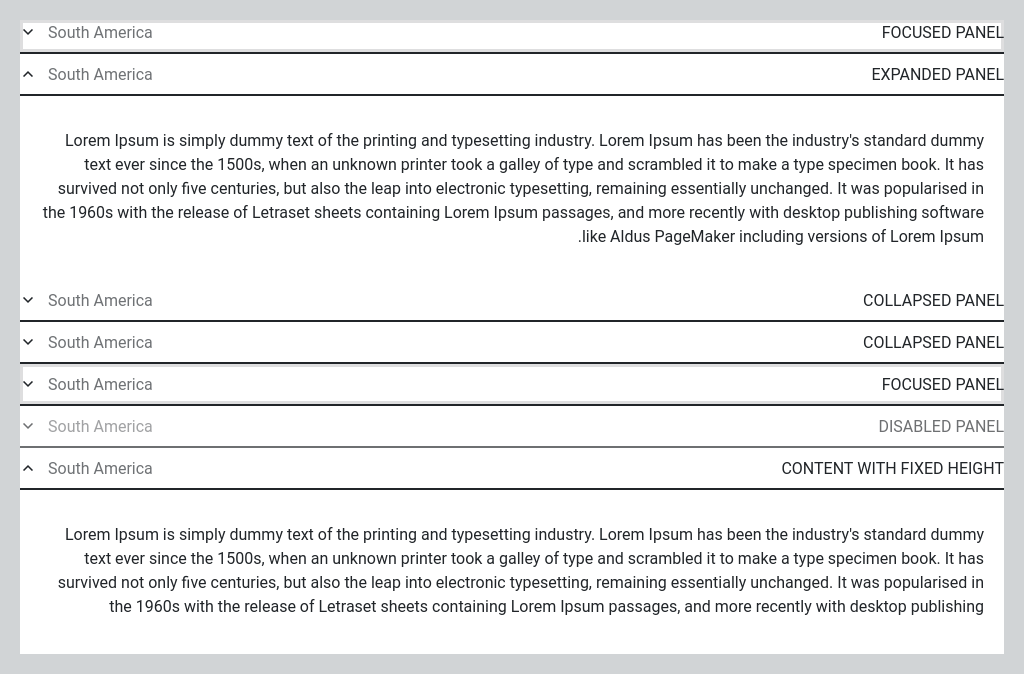 FOCUSED PANEL South America
EXPANDED PANEL South America
Lorem Ipsum is simply dummy text of the printing and typesetting industry. Lorem Ipsum has been the industry's standard dummy
text ever since the 1500s, when an unknown printer took a galley of type and scrambled it to make a type specimen book. It has
survived not only five centuries, but also the leap into electronic typesetting, remaining essentially unchanged. It was popularised in
the 1960s with the release of Letraset sheets containing Lorem Ipsum passages, and more recently with desktop publishing software
.like Aldus PageMaker including versions of Lorem Ipsum
COLLAPSED PANEL South America
COLLAPSED PANEL South America
FOCUSED PANEL South America
DISABLED PANEL South America
CONTENT WITH FIXED HEIGHT South America
Lorem Ipsum is simply dummy text of the printing and typesetting industry. Lorem Ipsum has been the industry's standard dummy
text ever since the 1500s, when an unknown printer took a galley of type and scrambled it to make a type specimen book. It has
survived not only five centuries, but also the leap into electronic typesetting, remaining essentially unchanged. It was popularised in
the 1960s with the release of Letraset sheets containing Lorem Ipsum passages, and more recently with desktop publishing